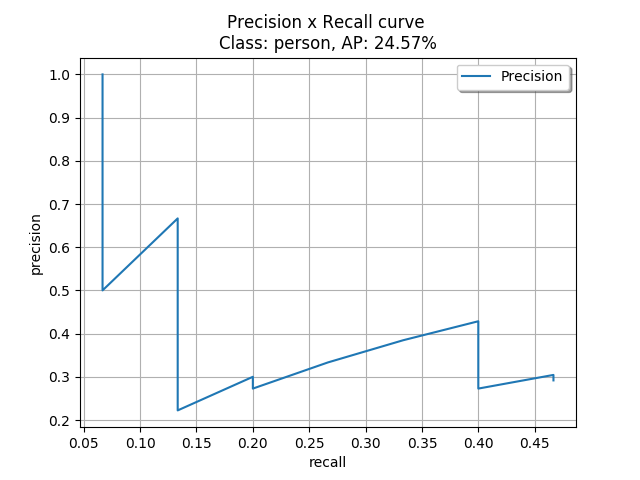 Precision x Recall curve
Class: person, AP: 24.57%
Precision
precision
1.0
0.9
0.8
0.7
0.6
0.5
0.4
0.3
0.2
0.05 0.10 0.15 0.20 0.25 0.30 0.35 0.40 0.45
recall